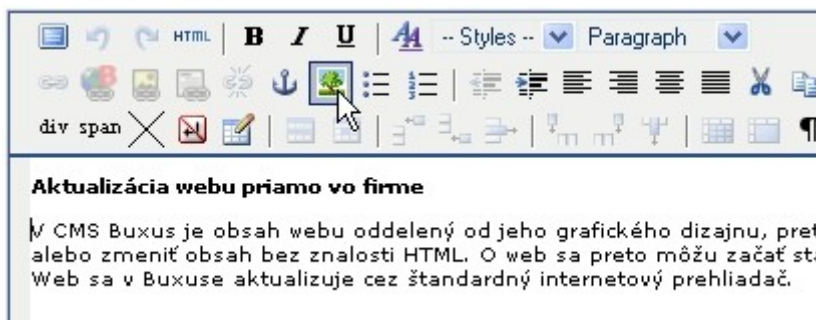 HTML B I U -- Styles -- Paragraph
div span
Aktualizácia webu priamo vo firme
V CMS Buxus je obsah webu oddelený od jeho grafického dizajnu,
alebo zmeniť obsah bez znalosti HTML. O web sa preto môžu začať
Web sa v Buxuse aktualizuje cez štandardný internetový prehliadač.